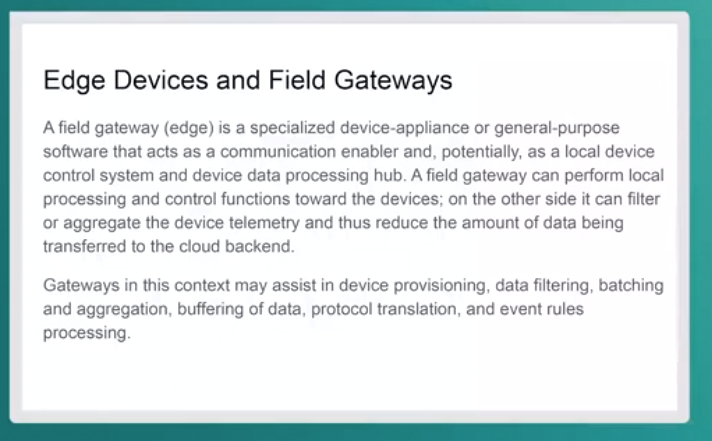 Edge Devices and Field Gateways
A field gateway (edge) is a specialized device-appliance or general-purpose
software that acts as a communication enabler and, potentially, as a local device
control system and device data processing hub. A field gateway can perform local
processing and control functions toward the devices; on the other side it can filter
or aggregate the device telemetry and thus reduce the amount of data being
transferred to the cloud backend.
Gateways in this context may assist in device provisioning, data filtering, batching
and aggregation, buffering of data, protocol translation, and event rules
processing.